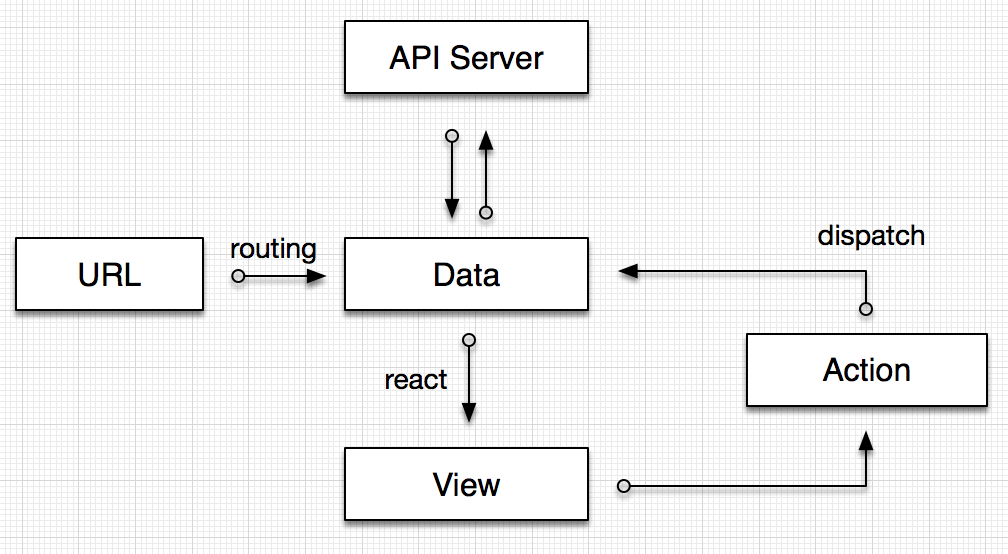 API Server
routing
dispatch
URL
Data
react
Action
View